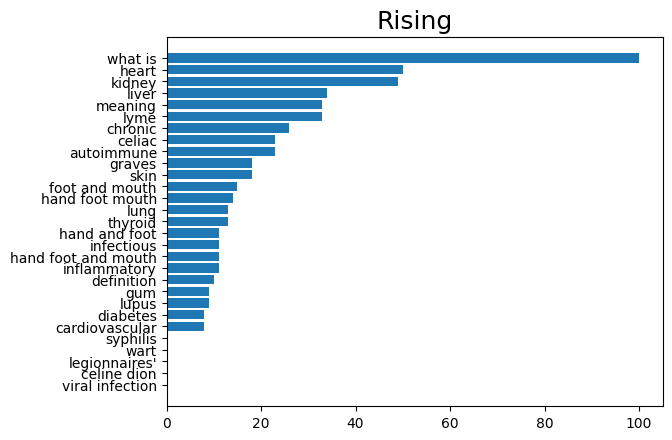 Rising
what is
heart
kidney
liver
meaning
lyme
chronic
celiac
autoimmune
graves
skin
foot and mouth
hand foot mouth
lung
thyroid
hand and foot
infectious
hand foot and mouth
inflammatory
definition
gum
lupus
diabetes
cardiovascular
syphilis
wart
legionnaires'
celine dion
viral infection
0 20 40 60 80 100